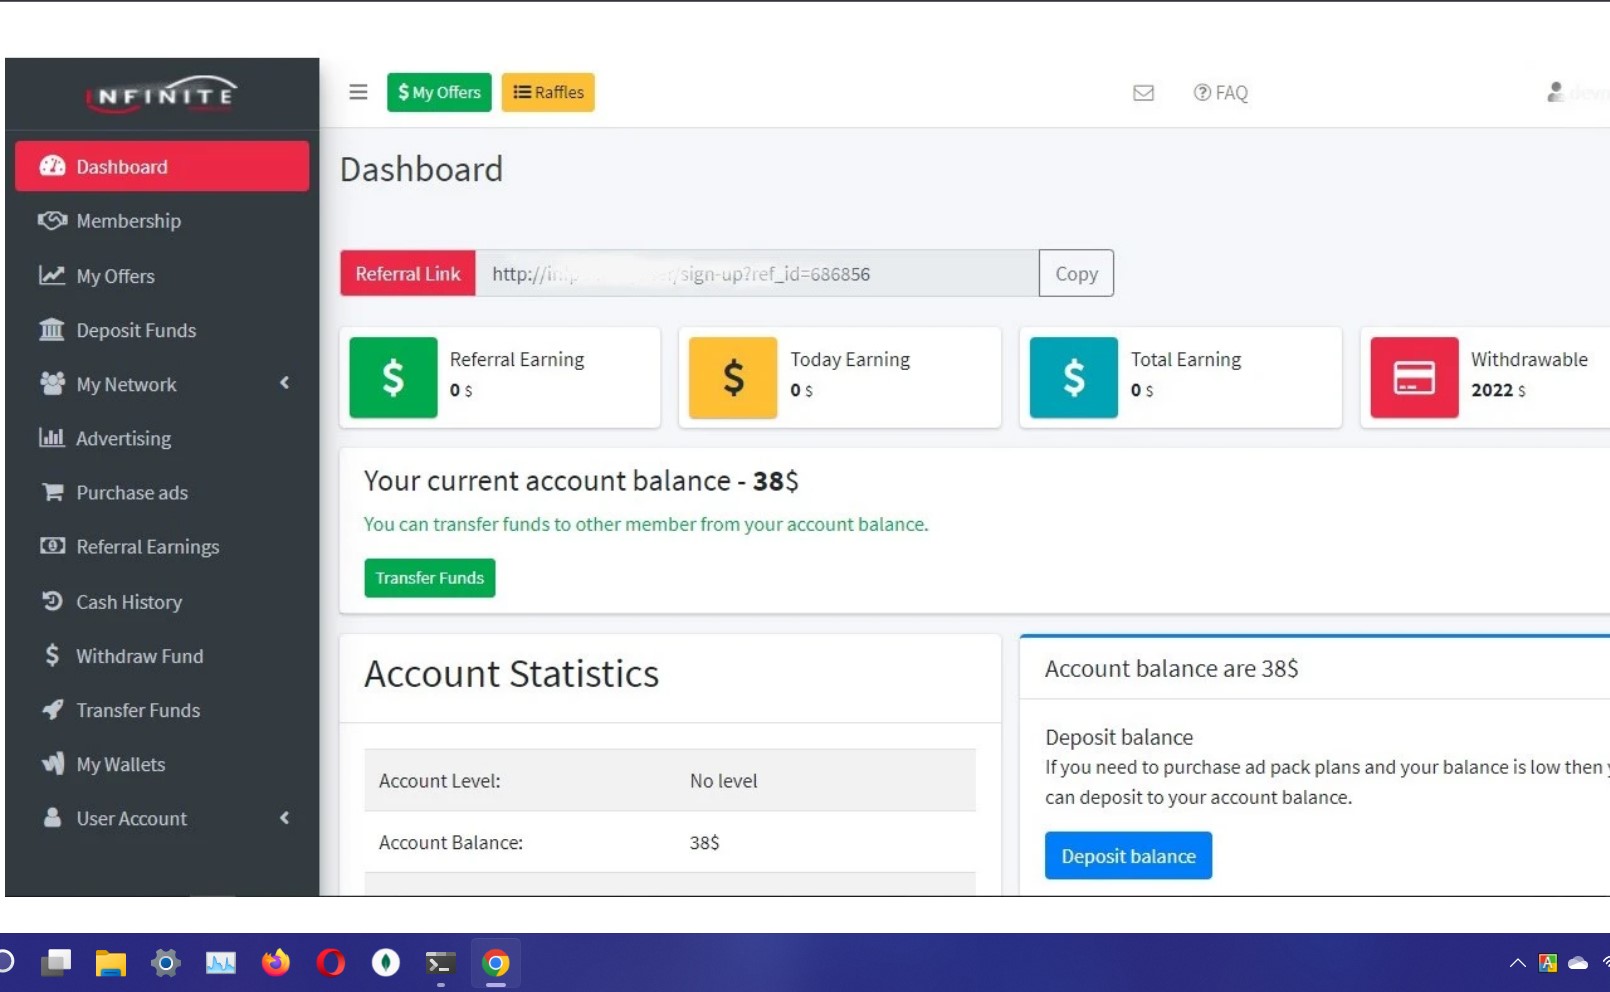 INFINITE
$ My Offers
Raffles
FAQ
Dashboard
Membership
My Offers
Deposit Funds
My Network
Advertising
Purchase ads
Referral Earnings
Cash History
Withdraw Fund
Transfer Funds
My Wallets
User Account
Dashboard
Referral Link http://i /sign-up?ref_id=686856 Copy
Referral Earning
0 $
Today Earning
0 $
Total Earning
0 $
Withdrawable
2022 $
Your current account balance - 38$
You can transfer funds to other member from your account balance.
Transfer Funds
Account Statistics
Account Level: No level
Account Balance: 38$
Account balance are 38$
Deposit balance
If you need to purchase ad pack plans and your balance is low then
can deposit to your account balance.
Deposit balance